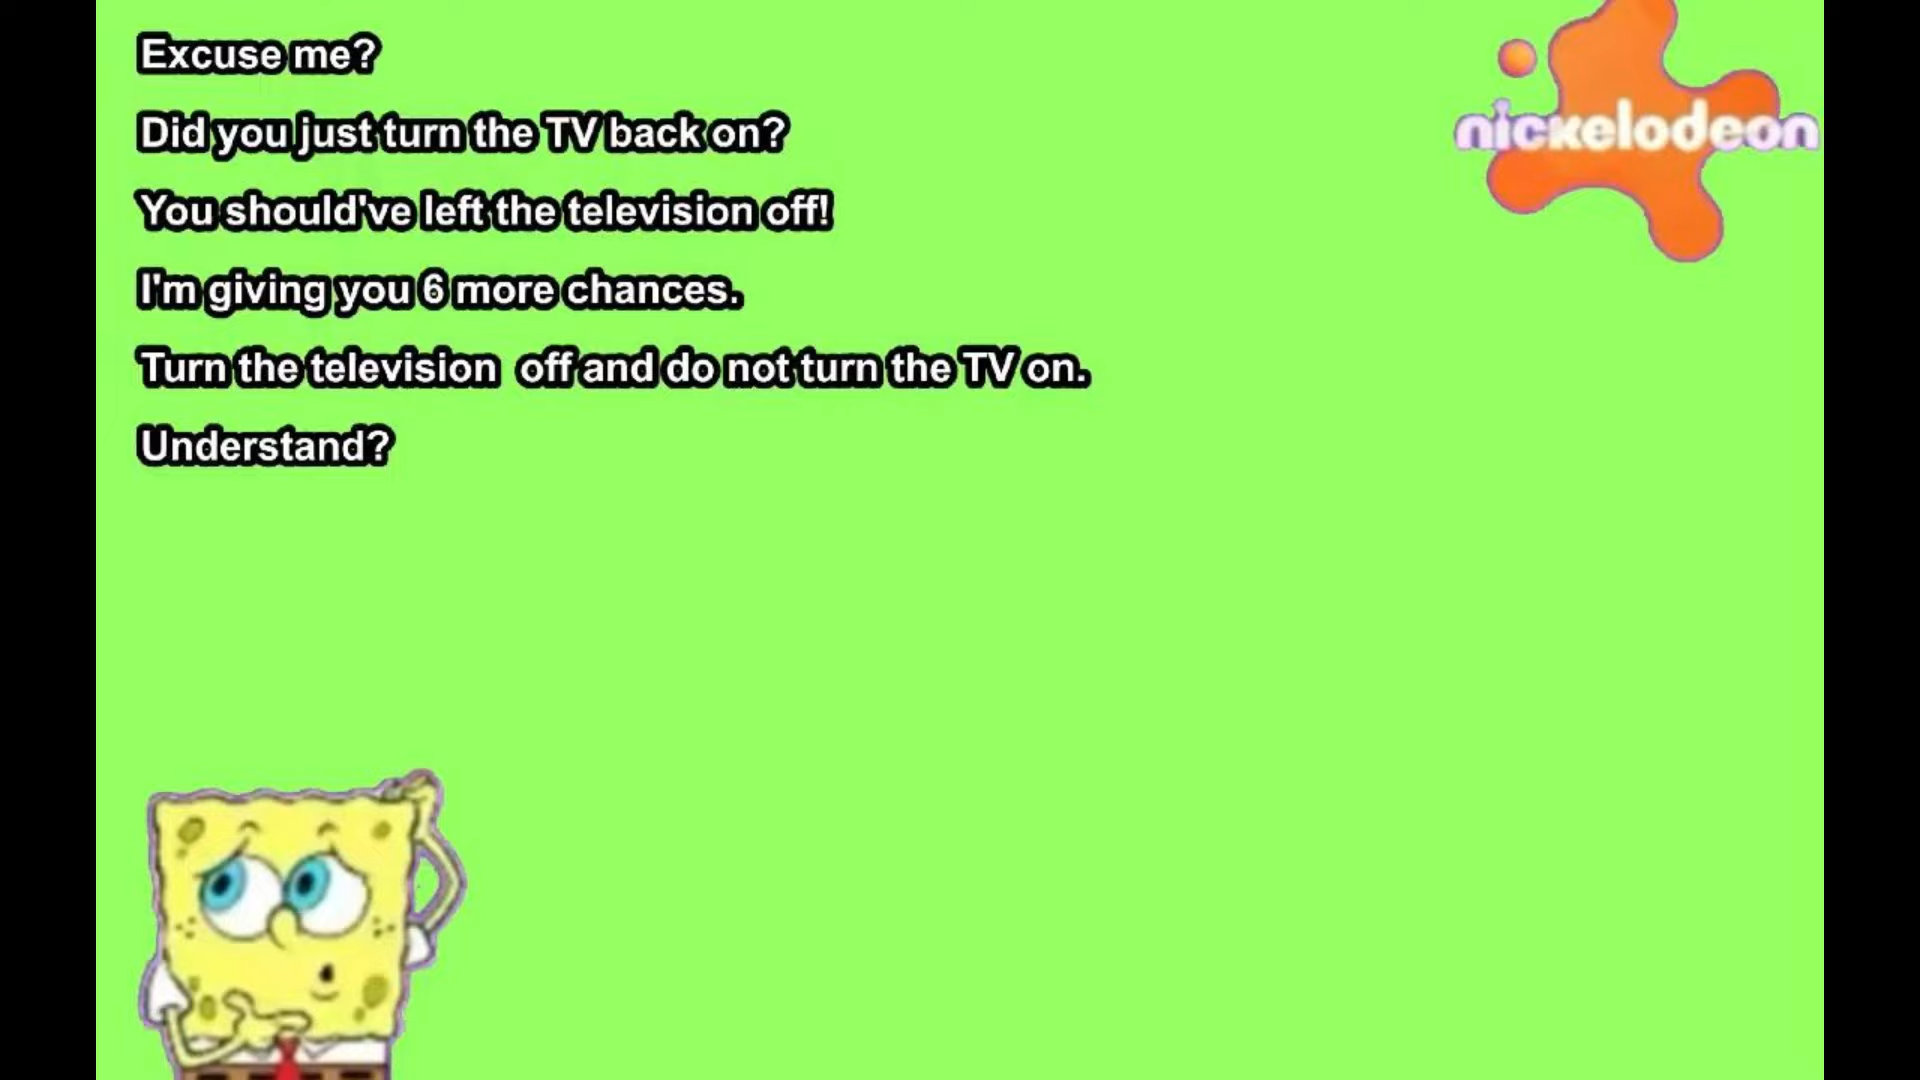 Excuse me?
nickelodeon
Did you just turn the TV back on?
You should've left the television off!
I'm giving you 6 more chances.
Turn the television  off and do not turn the TV on.
Understand?